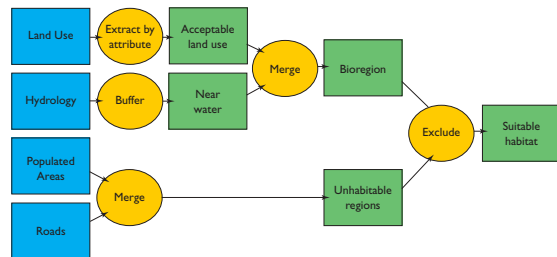 Land Use
Extract by
attribute
Acceptable
land use
Merge
Bioregion
Hydrology
Buffer
Near
water
Exclude
Suitable
habitat
Populated
Areas
Merge
Unhabitable
regions
Roads